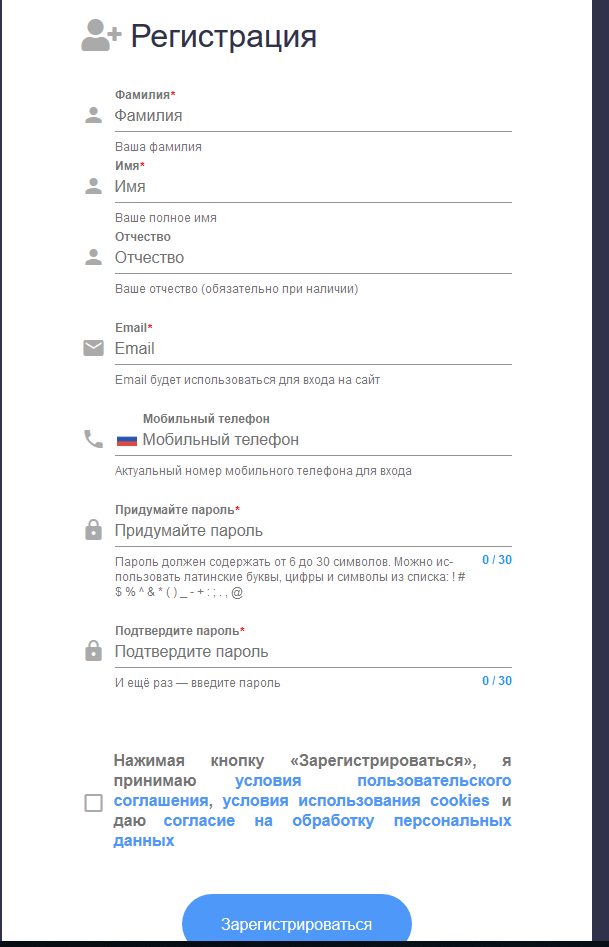 Регистрация
Фамилия*
Фамилия
Ваша фамилия
Имя*
Имя
Ваше полное имя
Отчество
Отчество
Ваше отчество (обязательно при наличии)
Email*
Email
Email будет использоваться для входа на сайт
Мобильный телефон
Мобильный телефон
Актуальный номер мобильного телефона для входа
Придумайте пароль*
Придумайте пароль
Пароль должен содержать от 6 до 30 символов. Можно ис- 0 / 30
пользовать латинские буквы, цифры и символы из списка: ! #
$ % ^ & * ( ) _ - + : ; . , @
Подтвердите пароль*
Подтвердите пароль
И ещё раз — введите пароль 0 / 30
Нажимая кнопку «Зарегистрироваться», я
принимаю условия пользовательского
соглашения, условия использования cookies и
даю согласие на обработку персональных
данных
Зарегистрироваться